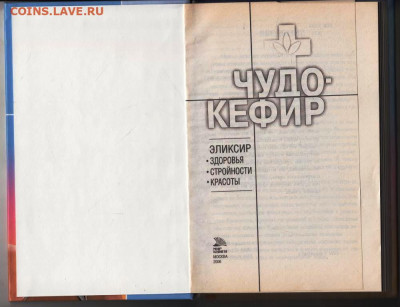 COINS.LAVE.RU
ЧУДО-
КЕФИР
ЭЛИКСИР
• ЗДОРОВЬЯ
• СТРОЙНОСТИ
• КРАСОТЫ
МОСКВА